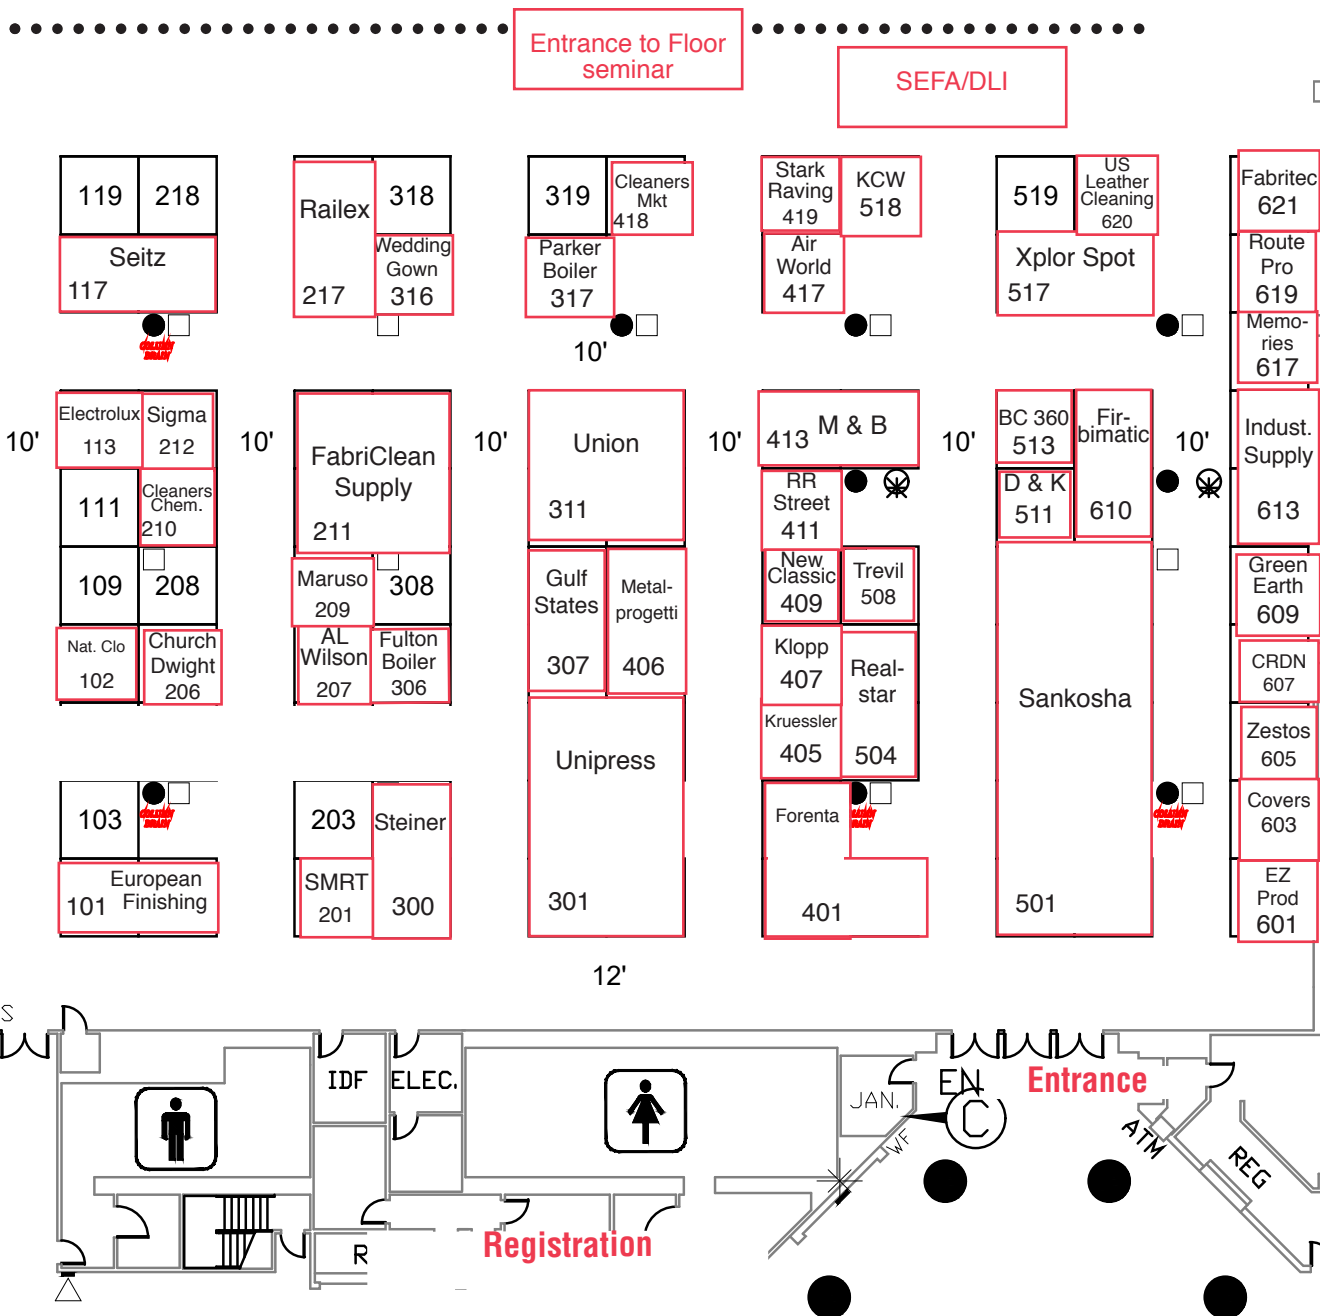 Entrance to Floor
seminar
SEFA/DLI
119
218
Railex
217
318
319
Cleaners
Mkt
418
Stark
Raving
419
KCW
518
519
US
Leather
Cleaning
620
Fabritec
621
Seitz
117
Wedding
Gown
316
Parker
Boiler
317
Air
World
417
Xplor Spot
517
Route
Pro
619
Memo-
ries
617
10'
10'
10'
10'
10'
10'
10'
Electrolux
113
Sigma
212
FabriClean
Supply
211
Union
311
413 M & B
BC 360
513
Fir-
bimatic
610
Indust.
Supply
613
111
Cleaners
Chem.
210
RR
Street
411
D & K
511
109
208
Maruso
209
308
Gulf
States
307
Metal-
progetti
406
New
Classic
409
Trevil
508
Sankosha
501
Green
Earth
609
Nat. Clo
102
Church
Dwight
206
AL
Wilson
207
Fulton
Boiler
306
Klopp
407
Real-
star
504
CRDN
607
Unipress
301
Kruessler
405
Zestos
605
103
203
Steiner
300
Forenta
401
Covers
603
European
101 Finishing
SMRT
201
EZ
Prod
601
12'
S
IDF
ELEC.
JAN.
EN
Entrance
C
WF
ATM
REG
Registration
R